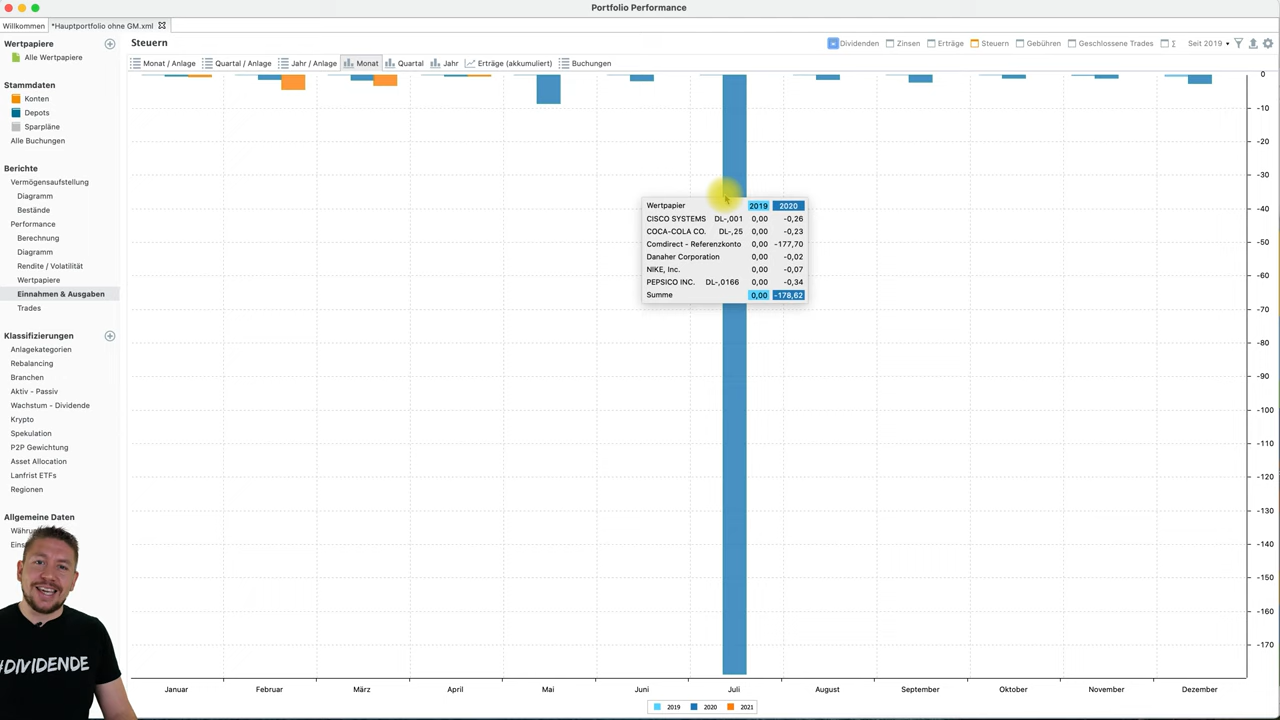 Portfolio Performance
Willkommen
*Hauptportfolio ohne GM.xml
Wertpapiere
Alle Wertpapiere
Stammdaten
Konten
Depots
Sparpläne
Alle Buchungen
Berichte
Vermögensaufstellung
Diagramm
Bestände
Performance
Berechnung
Diagramm
Rendite / Volatilität
Wertpapiere
Einnahmen & Ausgaben
Trades
Klassifizierungen
Anlagekategorien
Rebalancing
Branchen
Aktiv - Passiv
Wachstum - Dividende
Krypto
Spekulation
P2P Gewichtung
Asset Allocation
Lanfrist ETFs
Regionen
Allgemeine Daten
#DIVIDENDE
Steuern
Dividenden Zinsen Erträge Steuern Gebühren Geschlossene Trades Σ Seit 2019
Monat / Anlage Quartal / Anlage Jahr / Anlage Monat Quartal Jahr Erträge (akkumuliert) Buchungen
0
-10
-20
-30
-40
-50
-60
-70
-80
-90
-100
-110
-120
-130
-140
-150
-160
-170
Wertpapier 2019 2020
CISCO SYSTEMS DL-,001 0,00 -0,26
COCA-COLA CO. DL-,25 0,00 -0,23
Comdirect - Referenzkonto 0,00 -177,70
Danaher Corporation 0,00 -0,02
NIKE, Inc. 0,00 -0,07
PEPSICO INC. DL-,0166 0,00 -0,34
Summe 0,00 -178,62
Januar Februar März April Mai Juni Juli August September Oktober November Dezember
2019 2020 2021